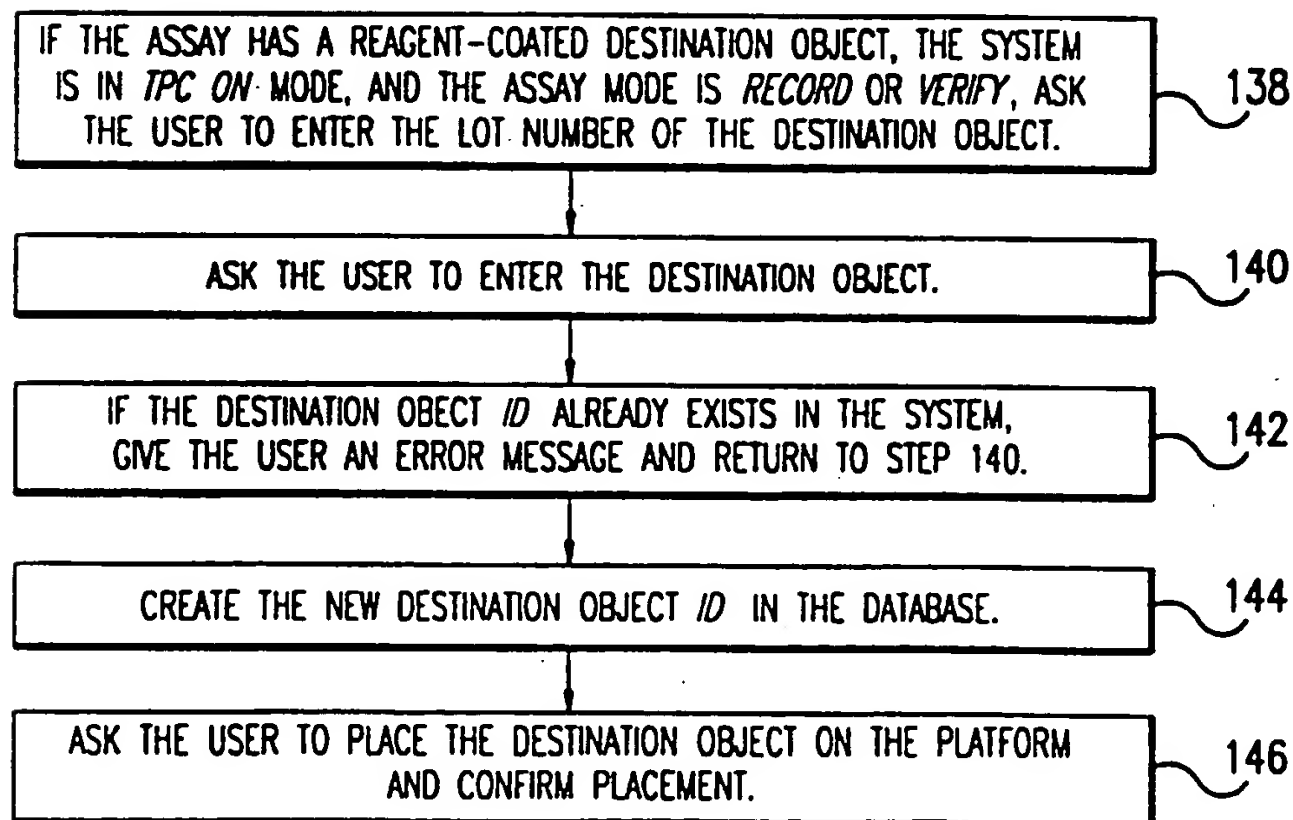 IF THE ASSAY HAS A REAGENT-COATED DESTINATION OBJECT, THE SYSTEM
IS IN TPC ON MODE, AND THE ASSAY MODE IS RECORD OR VERIFY, ASK
THE USER TO ENTER THE LOT NUMBER OF THE DESTINATION OBJECT.
138
ASK THE USER TO ENTER THE DESTINATION OBJECT.
140
IF THE DESTINATION OBECT ID ALREADY EXISTS IN THE SYSTEM,
GIVE THE USER AN ERROR MESSAGE AND RETURN TO STEP 140.
142
CREATE THE NEW DESTINATION OBJECT ID IN THE DATABASE.
144
ASK THE USER TO PLACE THE DESTINATION OBJECT ON THE PLATFORM
AND CONFIRM PLACEMENT.
146